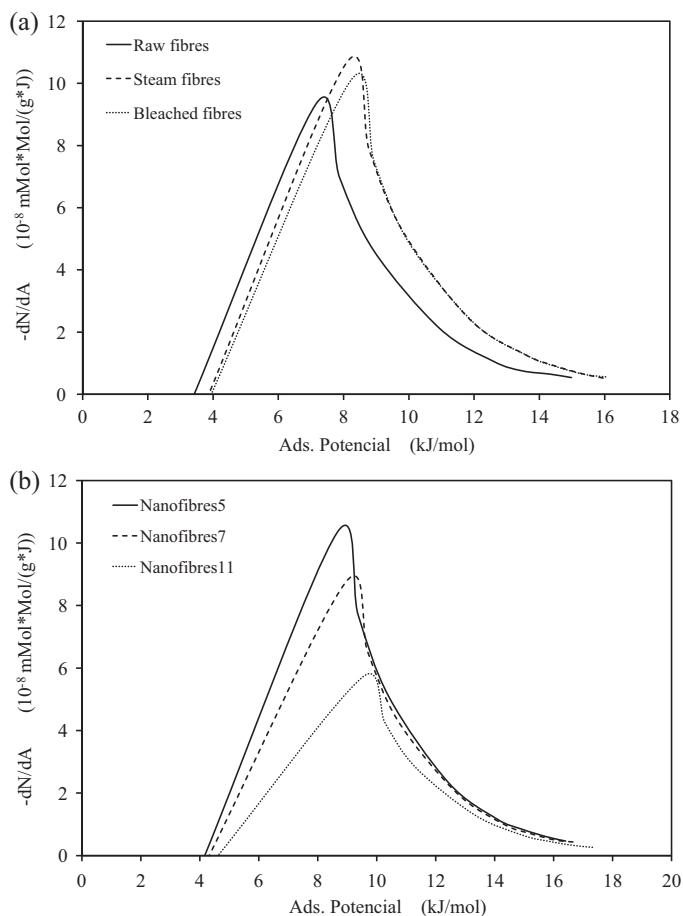 (a)
12
10
8
6
4
2
0
-dN/dA (10-8 mMol*Mol/(g*J))
Raw fibres
Steam fibres
Bleached fibres
0 2 4 6 8 10 12 14 16 18
Ads. Potencial (kJ/mol)
(b)
12
10
8
6
4
2
0
-dN/dA (10-8 mMol*Mol/(g*J))
Nanofibres5
Nanofibres7
Nanofibres11
0 2 4 6 8 10 12 14 16 18 20
Ads. Potencial (kJ/mol)